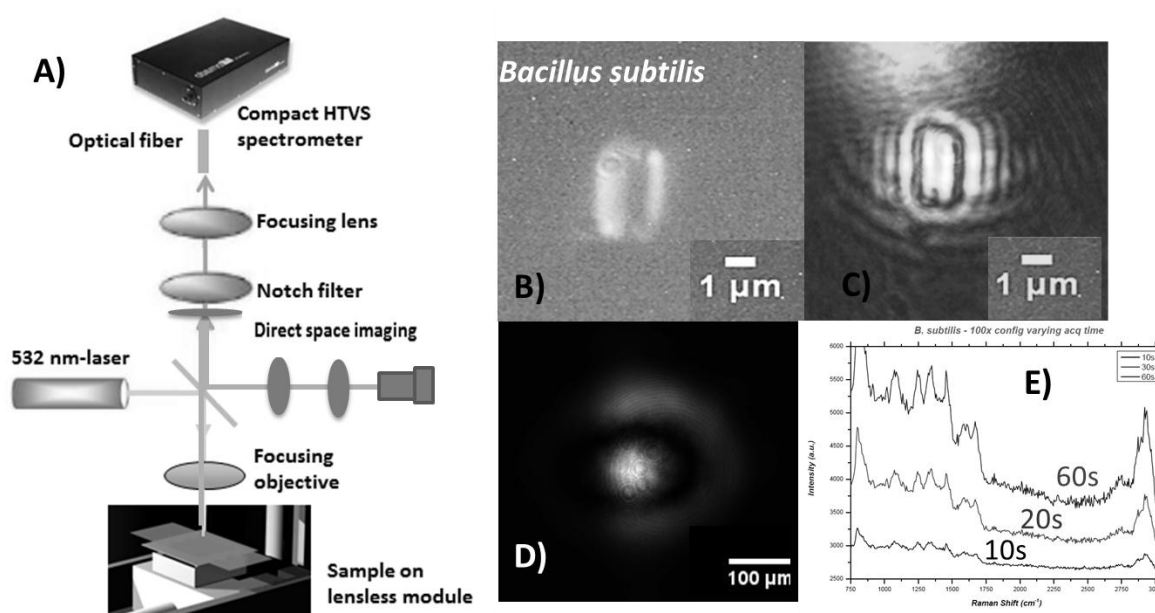 A)
Compact HTVS
spectrometer
Optical fiber
Focusing lens
Notch filter
Direct space imaging
532 nm-laser
Focusing
objective
Sample on
lensless module
Bacillus subtilis
B)
1 µm
C)
1 µm
D)
100 µm
B. subtilis - 100x config varying acq time
E)
10s
30s
60s
60s
20s
10s
6000
5500
5000
4500
4000
3500
3000
2500
Intensity (a.u.)
750 1000 1250 1500 1750 2000 2250 2500 2750
Raman Shift (cm⁻¹)